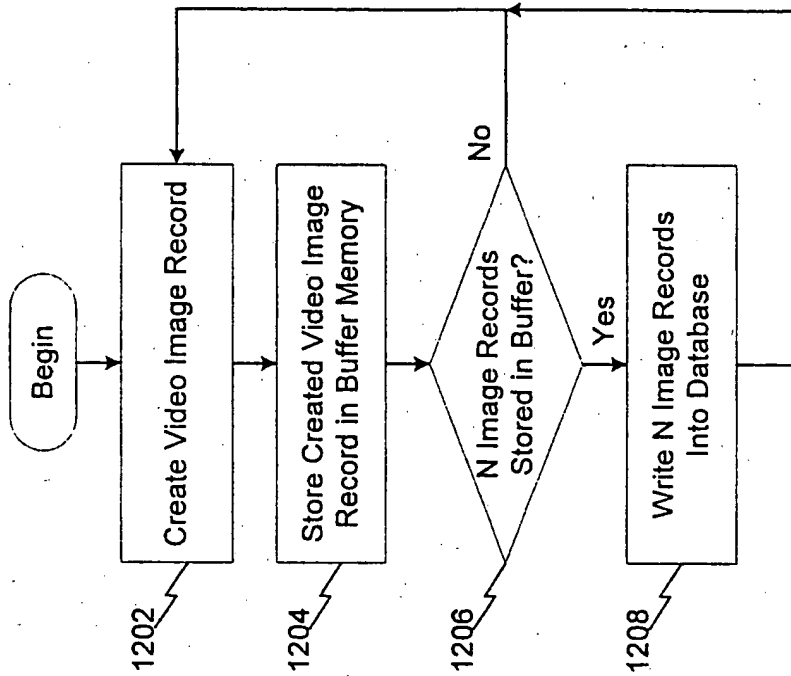 Begin
1202
Create Video Image Record
1204
Store Created Video Image
Record in Buffer Memory
1206
N Image Records
Stored in Buffer?
No
Yes
1208
Write N Image Records
Into Database